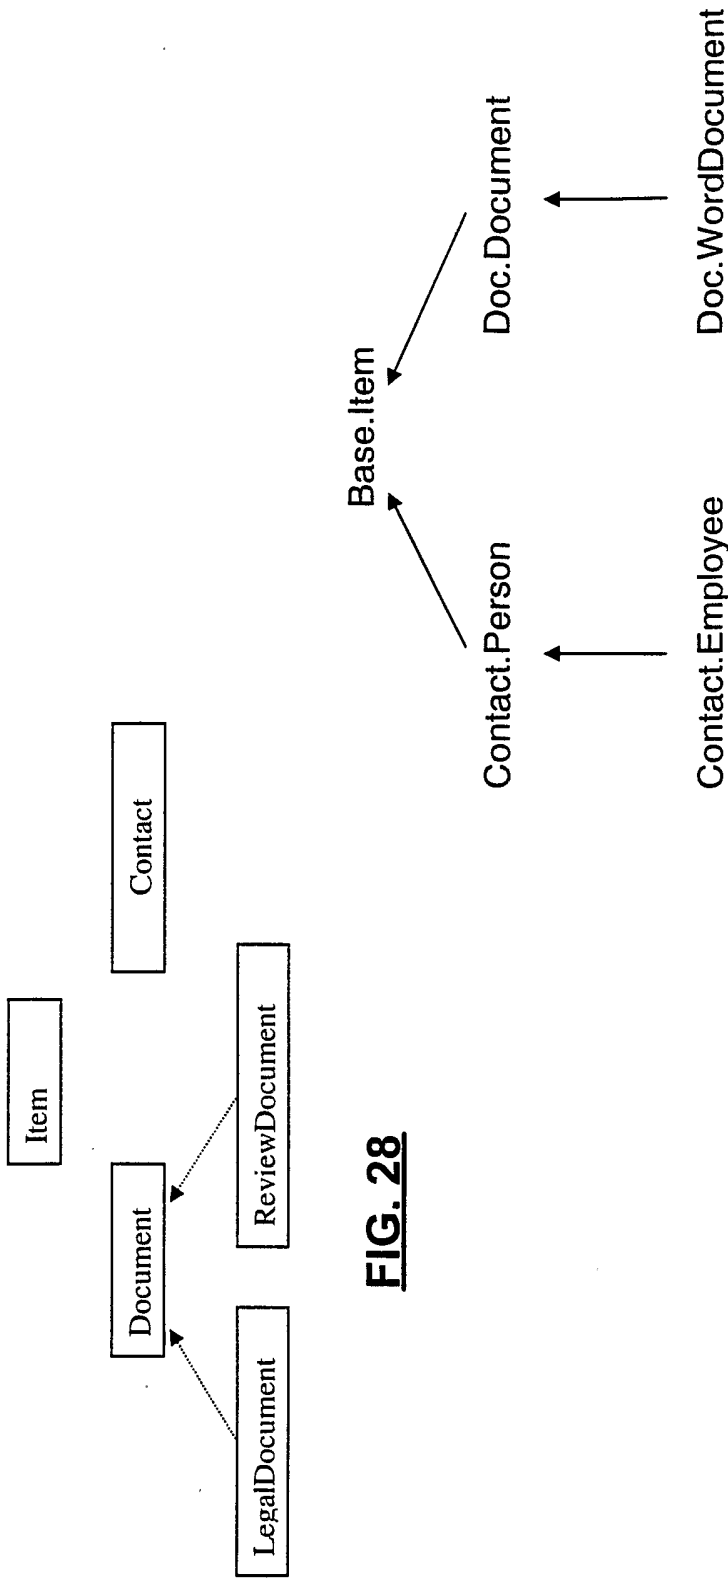 Item
Document
Contact
LegalDocument
ReviewDocument
FIG. 28
Base.Item
Contact.Person
Doc.Document
Contact.Employee
Doc.WordDocument